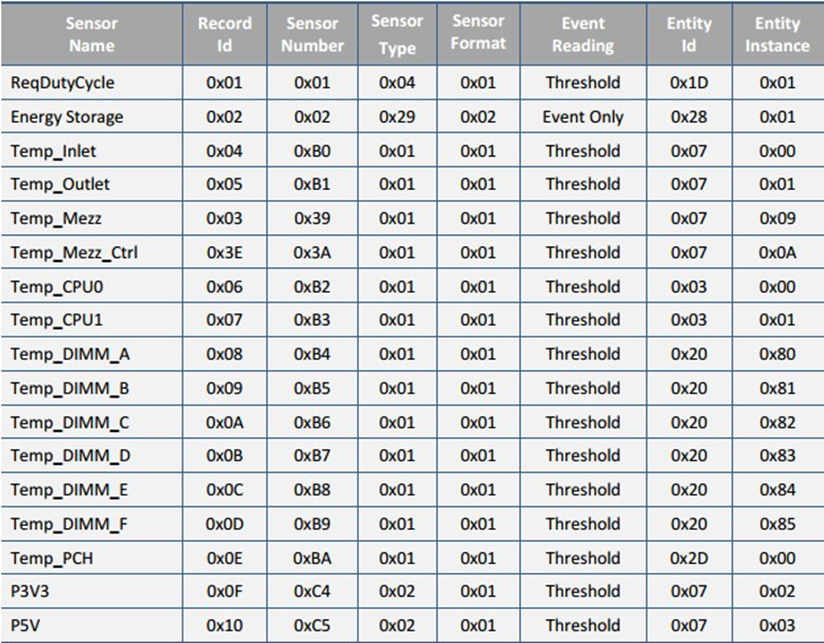 Sensor Name Record Id Sensor Number Sensor Type Sensor Format Event Reading Entity Id Entity Instance
ReqDutyCycle 0x01 0x01 0x04 0x01 Threshold 0x1D 0x01
Energy Storage 0x02 0x02 0x29 0x02 Event Only 0x28 0x01
Temp_Inlet 0x04 0xB0 0x01 0x01 Threshold 0x07 0x00
Temp_Outlet 0x05 0xB1 0x01 0x01 Threshold 0x07 0x01
Temp_Mezz 0x03 0x39 0x01 0x01 Threshold 0x07 0x09
Temp_Mezz_Ctrl 0x3E 0x3A 0x01 0x01 Threshold 0x07 0x0A
Temp_CPU0 0x06 0xB2 0x01 0x01 Threshold 0x03 0x00
Temp_CPU1 0x07 0xB3 0x01 0x01 Threshold 0x03 0x01
Temp_DIMM_A 0x08 0xB4 0x01 0x01 Threshold 0x20 0x80
Temp_DIMM_B 0x09 0xB5 0x01 0x01 Threshold 0x20 0x81
Temp_DIMM_C 0x0A 0xB6 0x01 0x01 Threshold 0x20 0x82
Temp_DIMM_D 0x0B 0xB7 0x01 0x01 Threshold 0x20 0x83
Temp_DIMM_E 0x0C 0xB8 0x01 0x01 Threshold 0x20 0x84
Temp_DIMM_F 0x0D 0xB9 0x01 0x01 Threshold 0x20 0x85
Temp_PCH 0x0E 0xBA 0x01 0x01 Threshold 0x2D 0x00
P3V3 0x0F 0xC4 0x02 0x01 Threshold 0x07 0x02
P5V 0x10 0xC5 0x02 0x01 Threshold 0x07 0x03